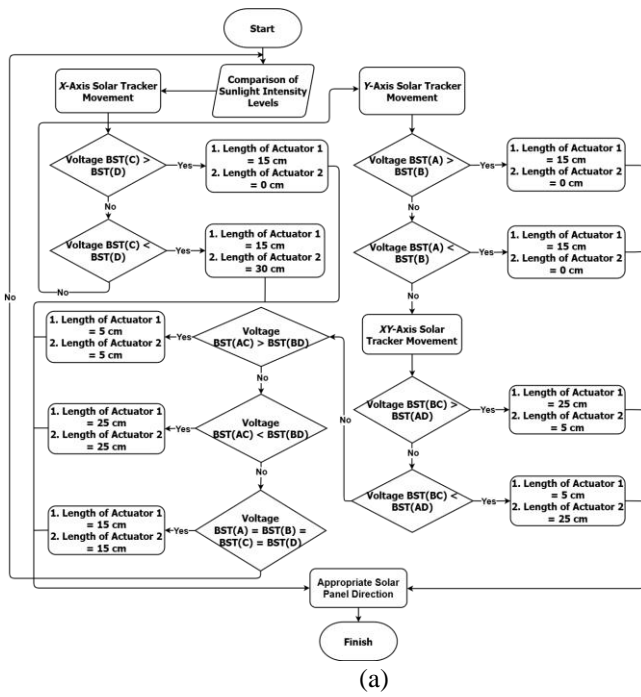 Start
Comparison of
Sunlight Intensity
Levels
X-Axis Solar Tracker
Movement
Voltage BST(C) >
BST(D)
Yes
1. Length of Actuator 1
= 15 cm
2. Length of Actuator 2
= 0 cm
No
Voltage BST(C) <
BST(D)
Yes
1. Length of Actuator 1
= 15 cm
2. Length of Actuator 2
= 30 cm
No
Y-Axis Solar Tracker
Movement
Voltage BST(A) >
BST(B)
Yes
1. Length of Actuator 1
= 15 cm
2. Length of Actuator 2
= 0 cm
No
Voltage BST(A) <
BST(B)
Yes
1. Length of Actuator 1
= 15 cm
2. Length of Actuator 2
= 0 cm
No
XY-Axis Solar
Tracker Movement
Voltage BST(BC) >
BST(AD)
Yes
1. Length of Actuator 1
= 25 cm
2. Length of Actuator 2
= 5 cm
No
Voltage BST(BC) <
BST(AD)
Yes
1. Length of Actuator 1
= 5 cm
2. Length of Actuator 2
= 25 cm
No
Voltage
BST(AC) > BST(BD)
Yes
1. Length of Actuator 1
= 5 cm
2. Length of Actuator 2
= 5 cm
No
Voltage
BST(AC) < BST(BD)
Yes
1. Length of Actuator 1
= 25 cm
2. Length of Actuator 2
= 25 cm
No
Voltage
BST(A) = BST(B) =
BST(C) = BST(D)
Yes
1. Length of Actuator 1
= 15 cm
2. Length of Actuator 2
= 15 cm
No
Appropriate Solar
Panel Direction
Finish
(a)